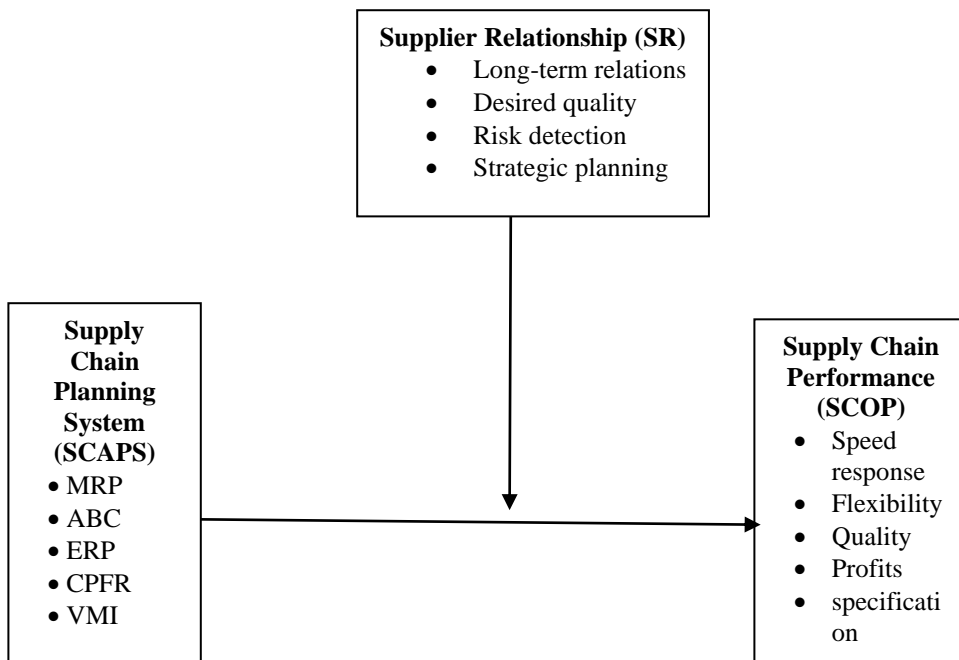 Supplier Relationship (SR)
• Long-term relations
• Desired quality
• Risk detection
• Strategic planning
Supply
Chain
Planning
System
(SCAPS)
• MRP
• ABC
• ERP
• CPFR
• VMI
Supply Chain
Performance
(SCOP)
• Speed
response
• Flexibility
• Quality
• Profits
• specificati
on